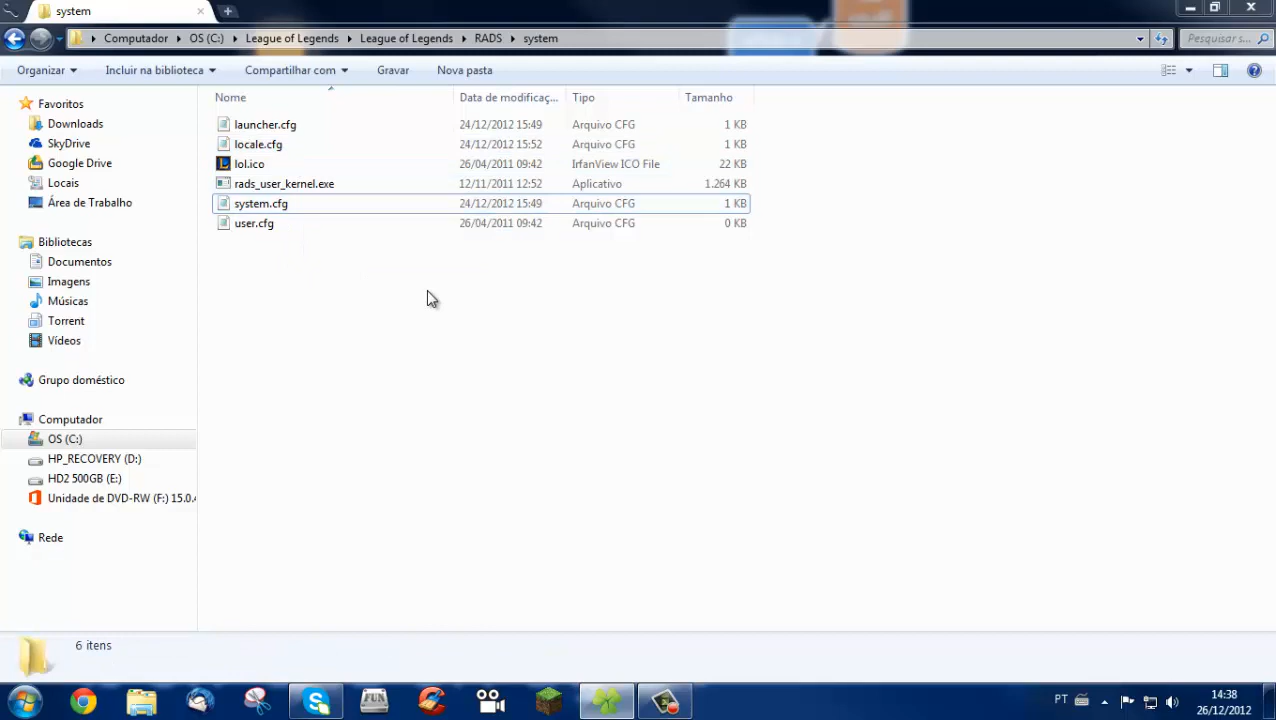 system
Computador
OS (C:)
League of Legends
League of Legends
RADS
system
Pesquisar s...
Organizar
Incluir na biblioteca
Compartilhar com
Gravar
Nova pasta
Nome
Data de modificaç...
Tipo
Tamanho
launcher.cfg 24/12/2012 15:49 Arquivo CFG 1 KB
locale.cfg 24/12/2012 15:52 Arquivo CFG 1 KB
lol.ico 26/04/2011 09:42 IrfanView ICO File 22 KB
rads_user_kernel.exe 12/11/2011 12:52 Aplicativo 1.264 KB
system.cfg 24/12/2012 15:49 Arquivo CFG 1 KB
user.cfg 26/04/2011 09:42 Arquivo CFG 0 KB
Favoritos
Downloads
SkyDrive
Google Drive
Locais
Área de Trabalho
Bibliotecas
Documentos
Imagens
Músicas
Torrent
Vídeos
Grupo doméstico
Computador
OS (C:)
HP_RECOVERY (D:)
HD2 500GB (E:)
Unidade de DVD-RW (F:) 15.0.4
Rede
6 itens
FUN
PT
14:38
26/12/2012